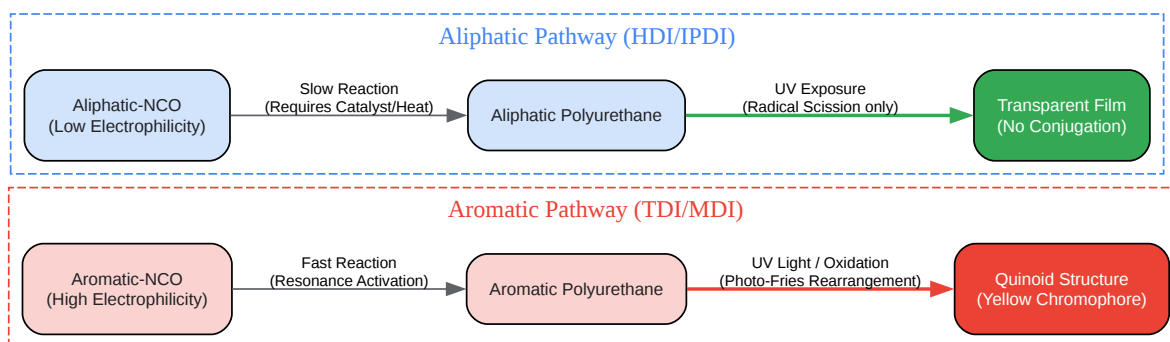 Aliphatic Pathway (HDI/IPDI)
Aliphatic-NCO
(Low Electrophilicity)
Slow Reaction
(Requires Catalyst/Heat)
Aliphatic Polyurethane
UV Exposure
(Radical Scission only)
Transparent Film
(No Conjugation)
Aromatic Pathway (TDI/MDI)
Aromatic-NCO
(High Electrophilicity)
Fast Reaction
(Resonance Activation)
Aromatic Polyurethane
UV Light / Oxidation
(Photo-Fries Rearrangement)
Quinoid Structure
(Yellow Chromophore)